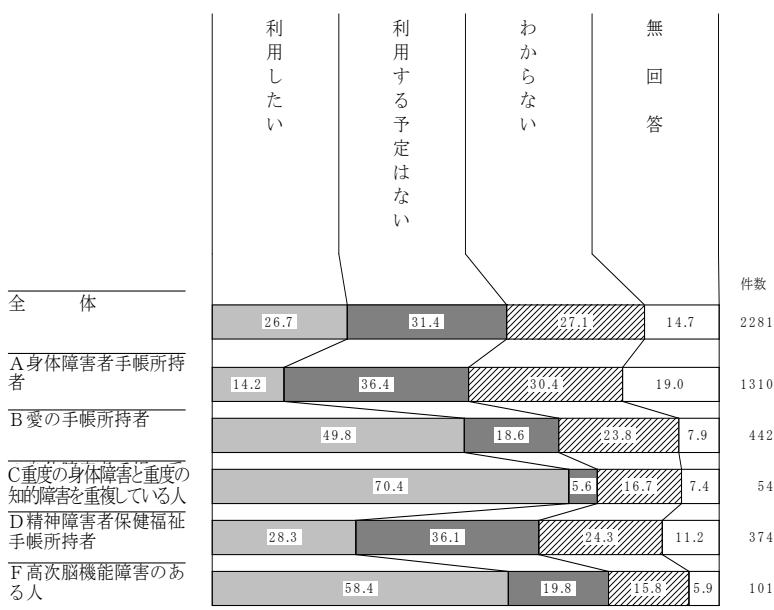 利用したい
利用する予定はない
わからない
無回答
件数
全体
26.7 31.4 27.1 14.7 2281
A身体障害者手帳所持
者
14.2 36.4 30.4 19.0 1310
B愛の手帳所持者
49.8 18.6 23.8 7.9 442
C重度の身体障害と重度の
知的障害を重複している人
70.4 5.6 16.7 7.4 54
D精神障害者保健福祉
手帳所持者
28.3 36.1 24.3 11.2 374
F高次脳機能障害のあ
る人
58.4 19.8 15.8 5.9 101